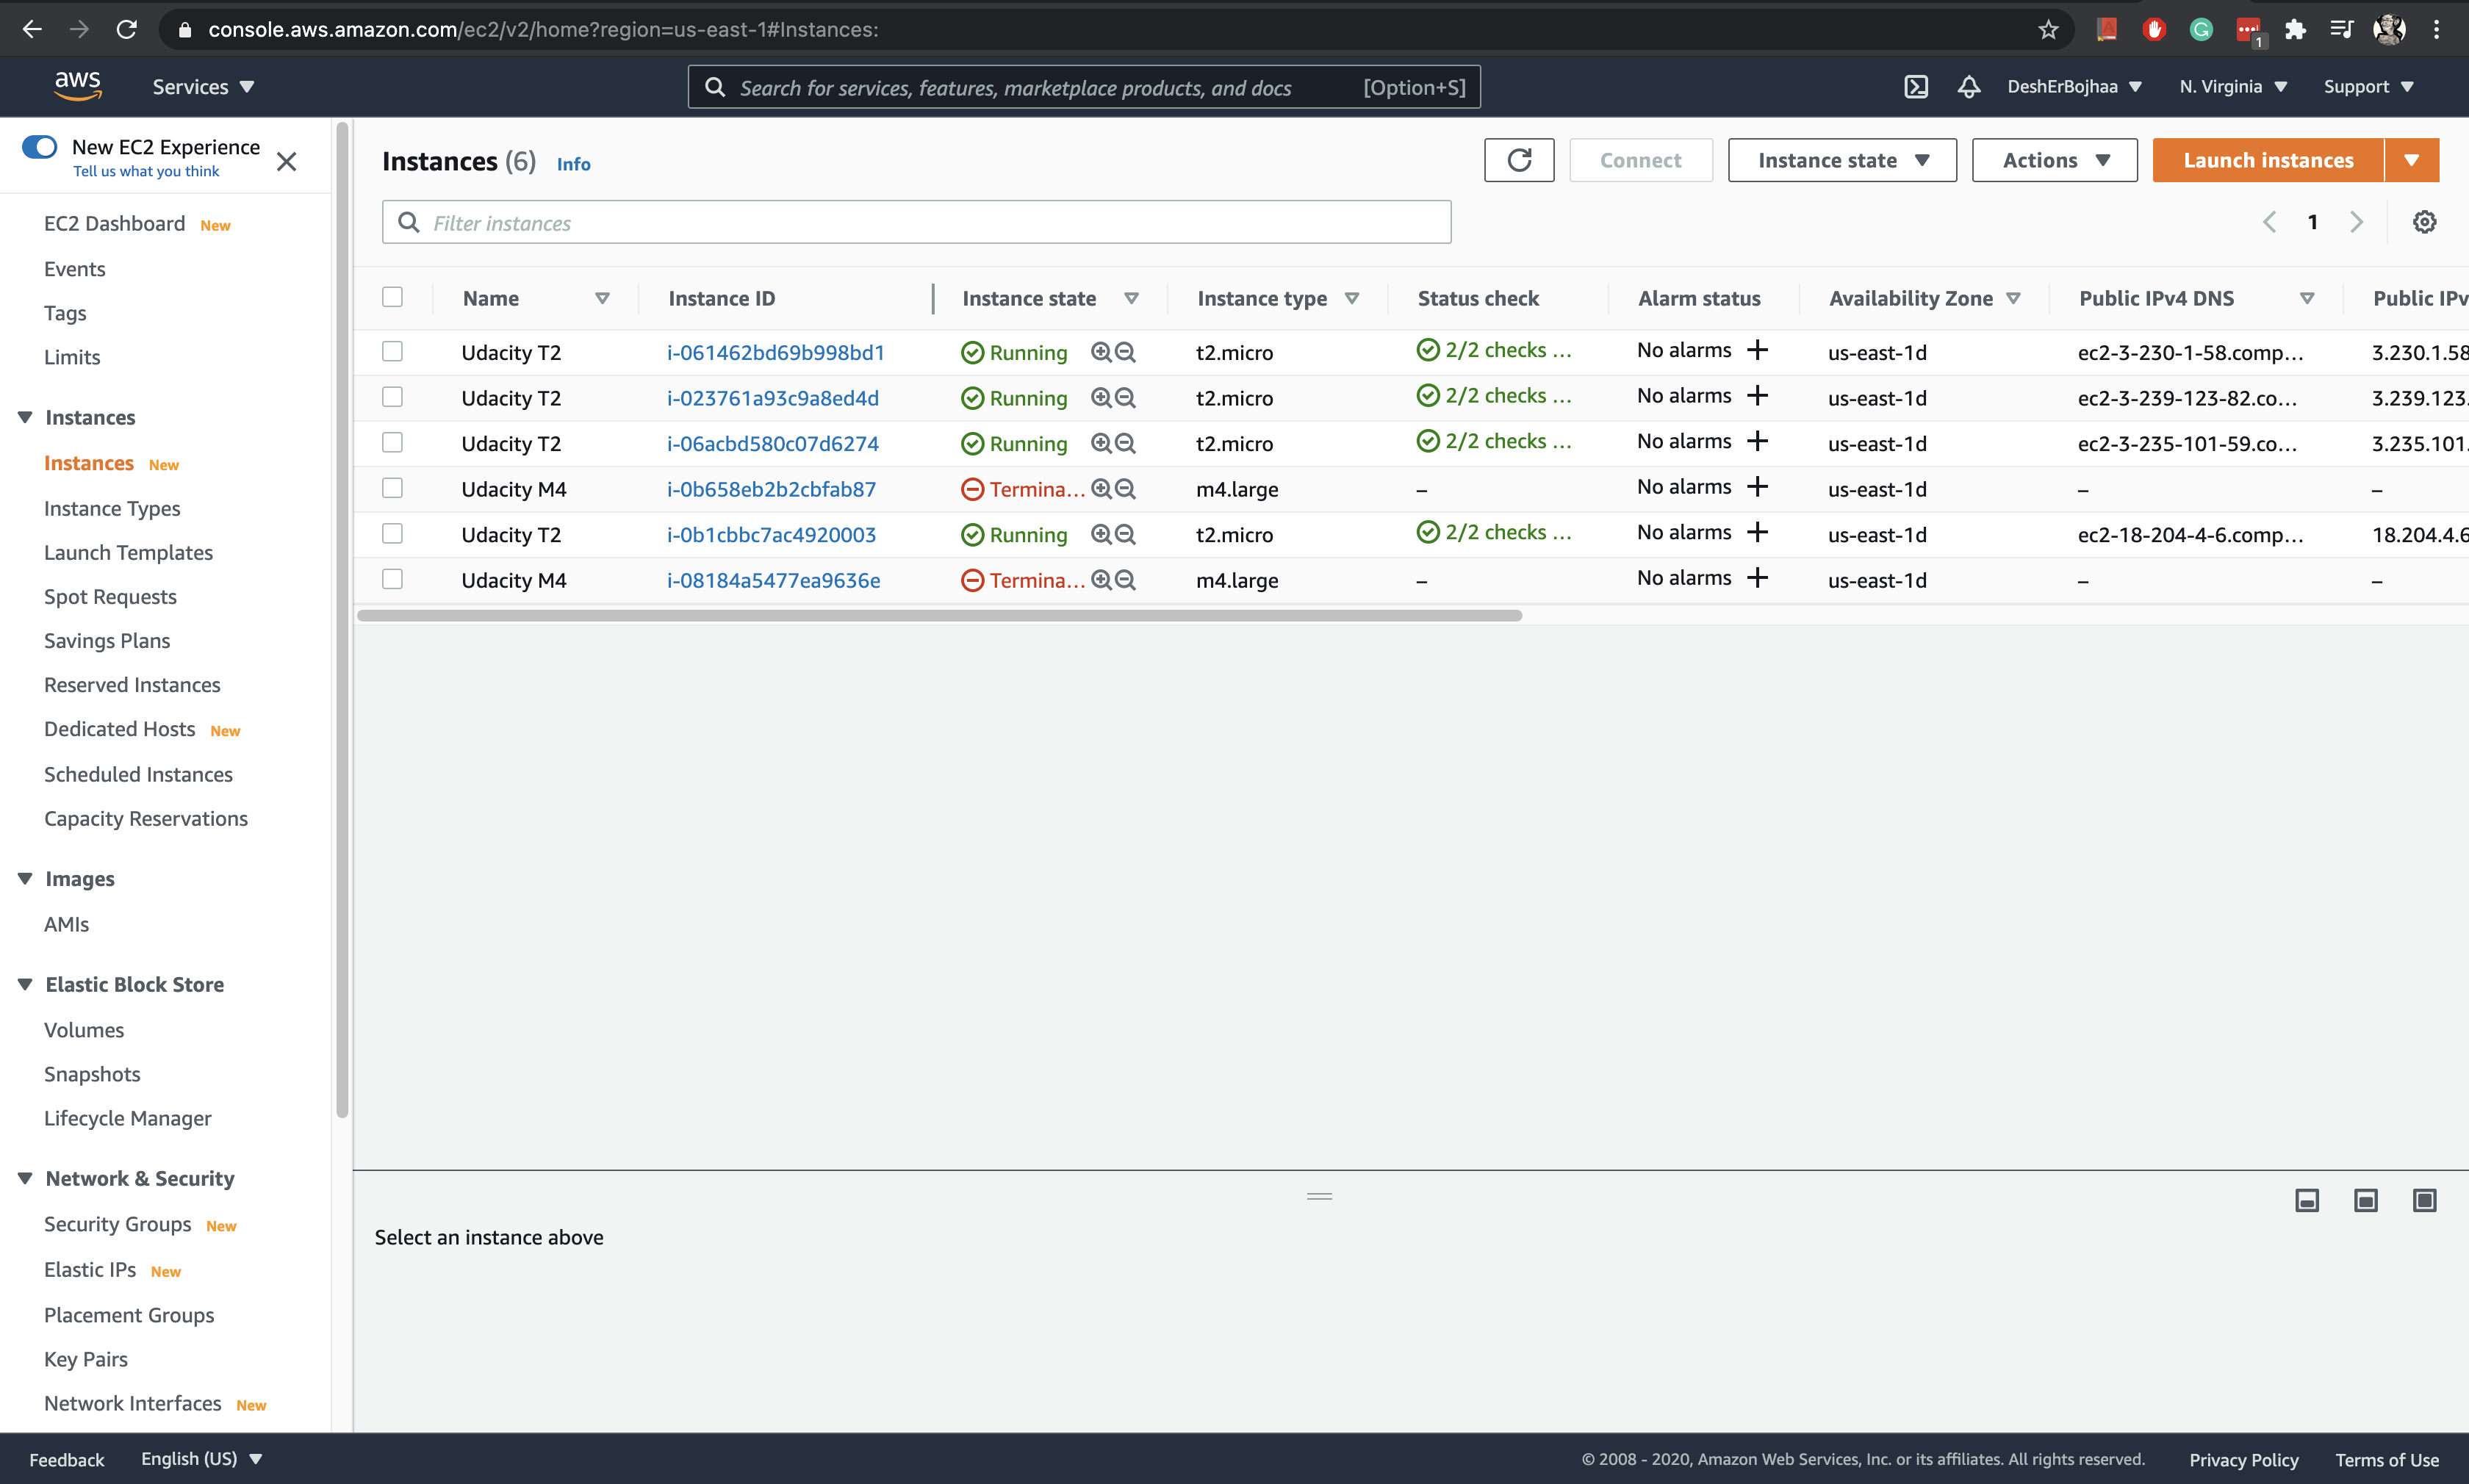 console.aws.amazon.com/ec2/v2/home?region=us-east-1#Instances:
1
aws
Services
Search for services, features, marketplace products, and docs [Option+S]
DeshErBojhaa
N. Virginia
Support
New EC2 Experience
Tell us what you think
EC2 Dashboard New
Events
Tags
Limits
Instances
Instances New
Instance Types
Launch Templates
Spot Requests
Savings Plans
Reserved Instances
Dedicated Hosts New
Scheduled Instances
Capacity Reservations
Images
AMIs
Elastic Block Store
Volumes
Snapshots
Lifecycle Manager
Network & Security
Security Groups New
Elastic IPs New
Placement Groups
Key Pairs
Network Interfaces New
Instances (6) Info
Connect
Instance state
Actions
Launch instances
Filter instances
1
Name Instance ID Instance state Instance type Status check Alarm status Availability Zone Public IPv4 DNS Public IPv
Udacity T2 i-061462bd69b998bd1 Running t2.micro 2/2 checks ... No alarms + us-east-1d ec2-3-230-1-58.comp... 3.230.1.58
Udacity T2 i-023761a93c9a8ed4d Running t2.micro 2/2 checks ... No alarms + us-east-1d ec2-3-239-123-82.co... 3.239.123.
Udacity T2 i-06acbd580c07d6274 Running t2.micro 2/2 checks ... No alarms + us-east-1d ec2-3-235-101-59.co... 3.235.101.
Udacity M4 i-0b658eb2b2cbfab87 Termina... m4.large – No alarms + us-east-1d – –
Udacity T2 i-0b1cbbc7ac4920003 Running t2.micro 2/2 checks ... No alarms + us-east-1d ec2-18-204-4-6.comp... 18.204.4.6
Udacity M4 i-08184a5477ea9636e Termina... m4.large – No alarms + us-east-1d – –
Select an instance above
Feedback
English (US)
© 2008 - 2020, Amazon Web Services, Inc. or its affiliates. All rights reserved.
Privacy Policy
Terms of Use